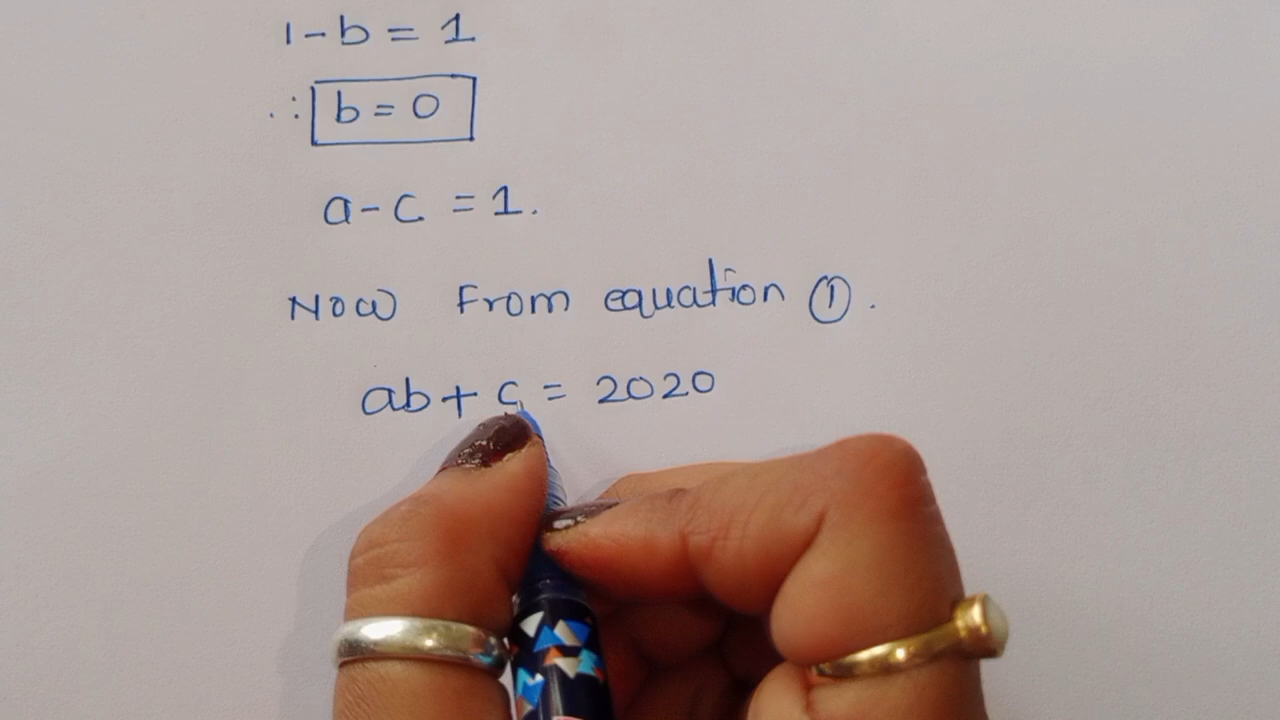 1-b = 1
∴ b = 0
a-c = 1.
Now From equation ①.
ab + c = 2020